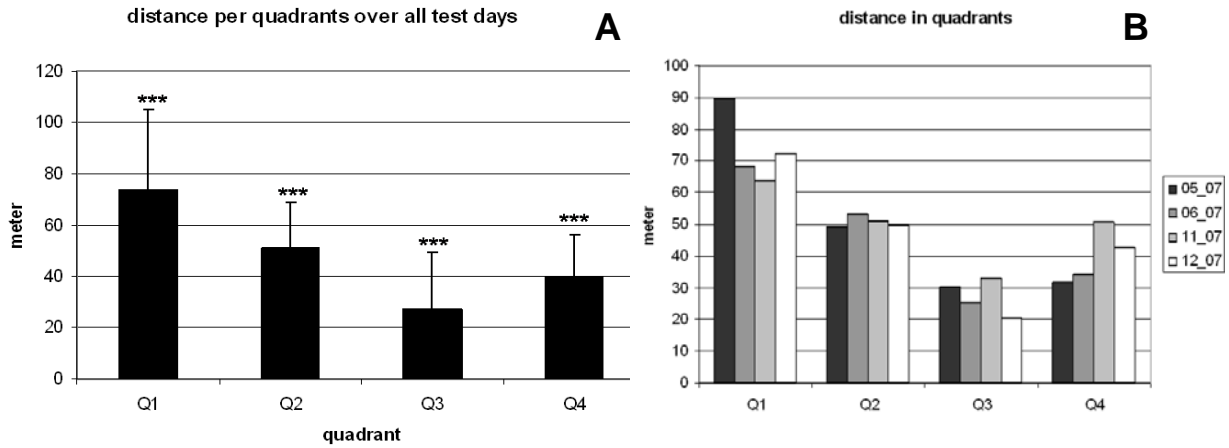 distance per quadrants over all test days
A
120
100
80
60
40
20
0
meter
***
***
***
***
Q1 Q2 Q3 Q4
quadrant
distance in quadrants
B
100
90
80
70
60
50
40
30
20
10
0
meter
Q1 Q2 Q3 Q4
05_07
06_07
11_07
12_07